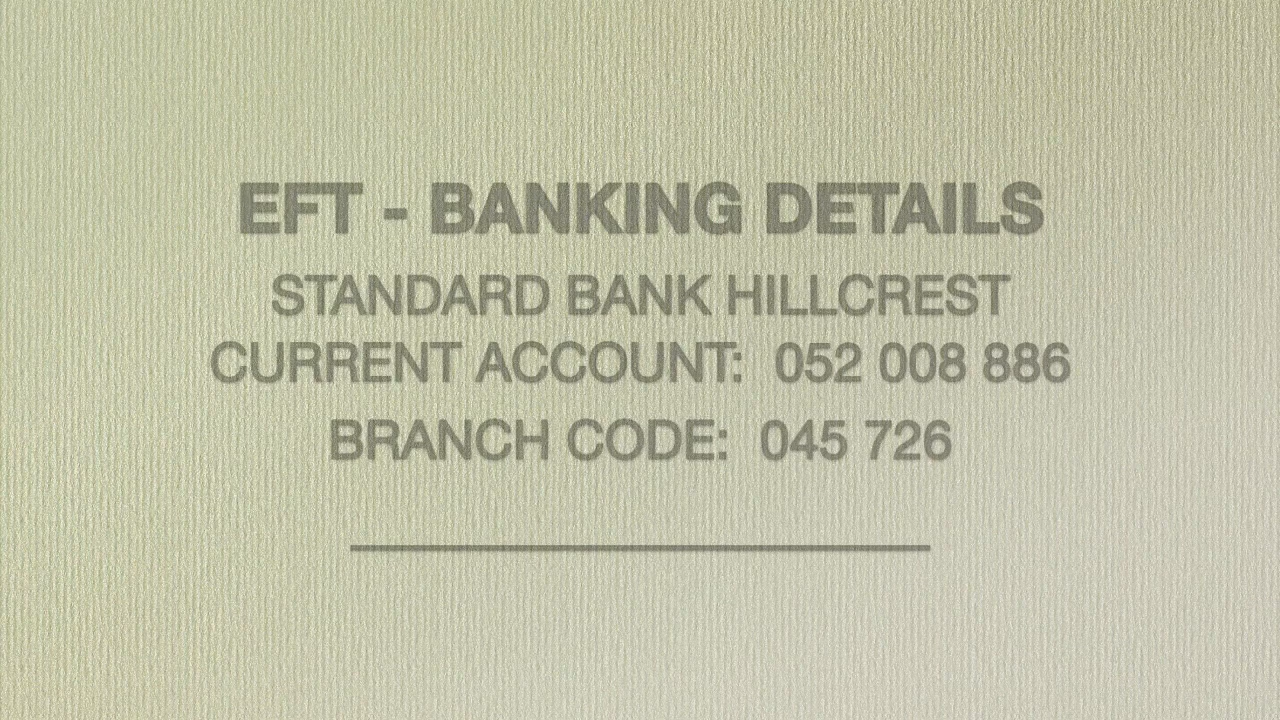 EFT - BANKING DETAILS
STANDARD BANK HILLCREST
CURRENT ACCOUNT: 052 008 886
BRANCH CODE: 045 726